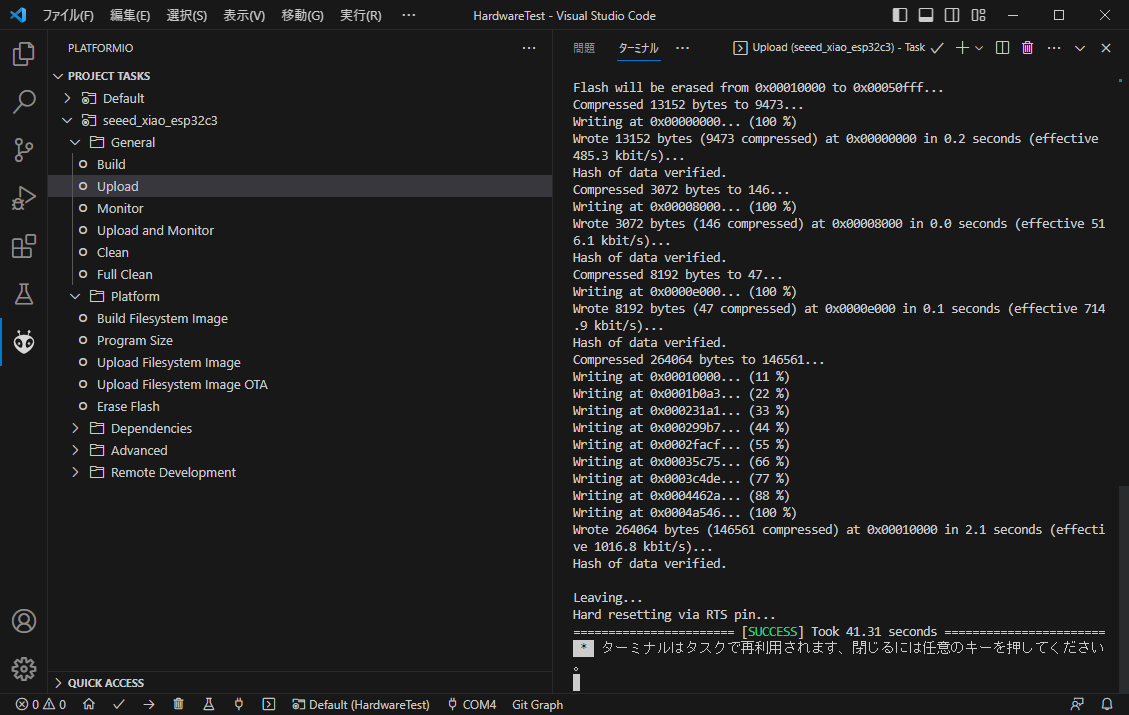 ファイル(F) 編集(E) 選択(S) 表示(V) 移動(G) 実行(R) ··· HardwareTest - Visual Studio Code
PLATFORMIO ···
PROJECT TASKS
Default
seeed_xiao_esp32c3
General
Build
Upload
Monitor
Upload and Monitor
Clean
Full Clean
Platform
Build Filesystem Image
Program Size
Upload Filesystem Image
Upload Filesystem Image OTA
Erase Flash
Dependencies
Advanced
Remote Development
QUICK ACCESS
問題 ターミナル ··· Upload (seeed_xiao_esp32c3) - Task ···
Flash will be erased from 0x00010000 to 0x00050fff...
Compressed 13152 bytes to 9473...
Writing at 0x00000000... (100 %)
Wrote 13152 bytes (9473 compressed) at 0x00000000 in 0.2 seconds (effective
485.3 kbit/s)...
Hash of data verified.
Compressed 3072 bytes to 146...
Writing at 0x00008000... (100 %)
Wrote 3072 bytes (146 compressed) at 0x00008000 in 0.0 seconds (effective 51
6.1 kbit/s)...
Hash of data verified.
Compressed 8192 bytes to 47...
Writing at 0x0000e000... (100 %)
Wrote 8192 bytes (47 compressed) at 0x0000e000 in 0.1 seconds (effective 714
.9 kbit/s)...
Hash of data verified.
Compressed 264064 bytes to 146561...
Writing at 0x00010000... (11 %)
Writing at 0x0001b0a3... (22 %)
Writing at 0x000231a1... (33 %)
Writing at 0x000299b7... (44 %)
Writing at 0x0002facf... (55 %)
Writing at 0x00035c75... (66 %)
Writing at 0x0003c4de... (77 %)
Writing at 0x0004462a... (88 %)
Writing at 0x0004a546... (100 %)
Wrote 264064 bytes (146561 compressed) at 0x00010000 in 2.1 seconds (effecti
ve 1016.8 kbit/s)...
Hash of data verified.
Leaving...
Hard resetting via RTS pin...
======================= [SUCCESS] Took 41.31 seconds =======================
* ターミナルはタスクで再利用されます、閉じるには任意のキーを押してください
。
0 0 Default (HardwareTest) COM4 Git Graph